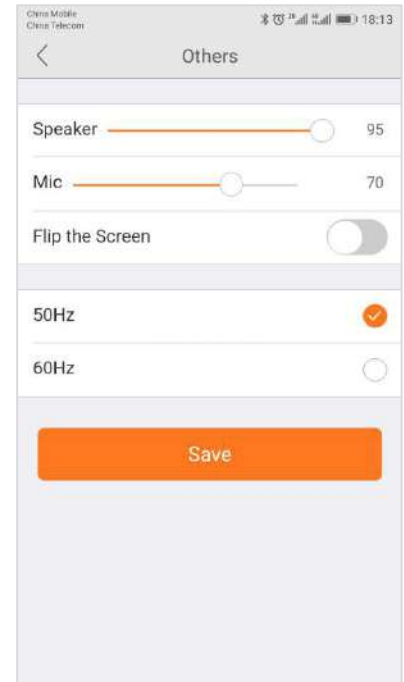 China Mobile
China Telecom
18:13
Others
Speaker 95
Mic 70
Flip the Screen
50Hz
60Hz
Save